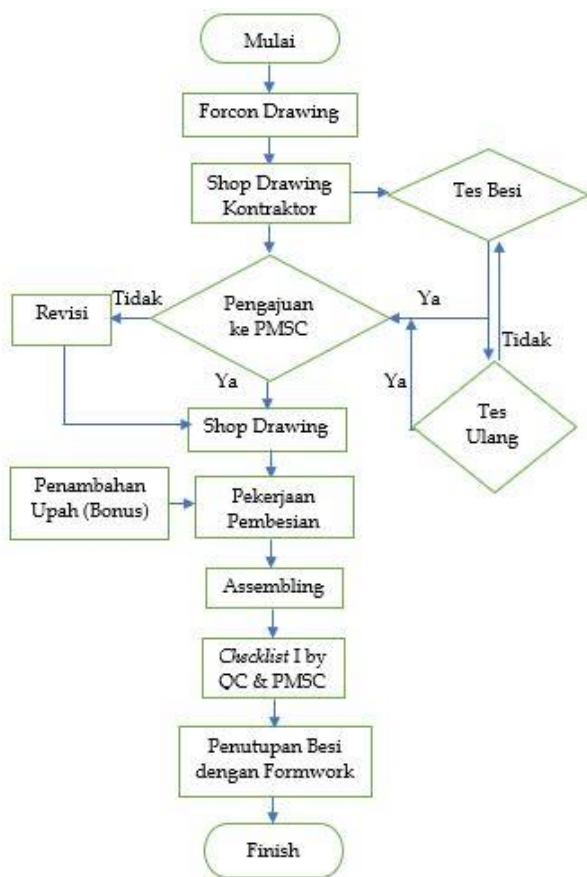 Mulai
Forcon Drawing
Shop Drawing
Kontraktor
Tes Besi
Pengajuan
ke PMSC
Ya
Tidak
Revisi
Tidak
Ya
Ya
Tes
Ulang
Shop Drawing
Penambahan
Upah (Bonus)
Pekerjaan
Pembesian
Assembling
Checklist I by
QC & PMSC
Penutupan Besi
dengan Formwork
Finish